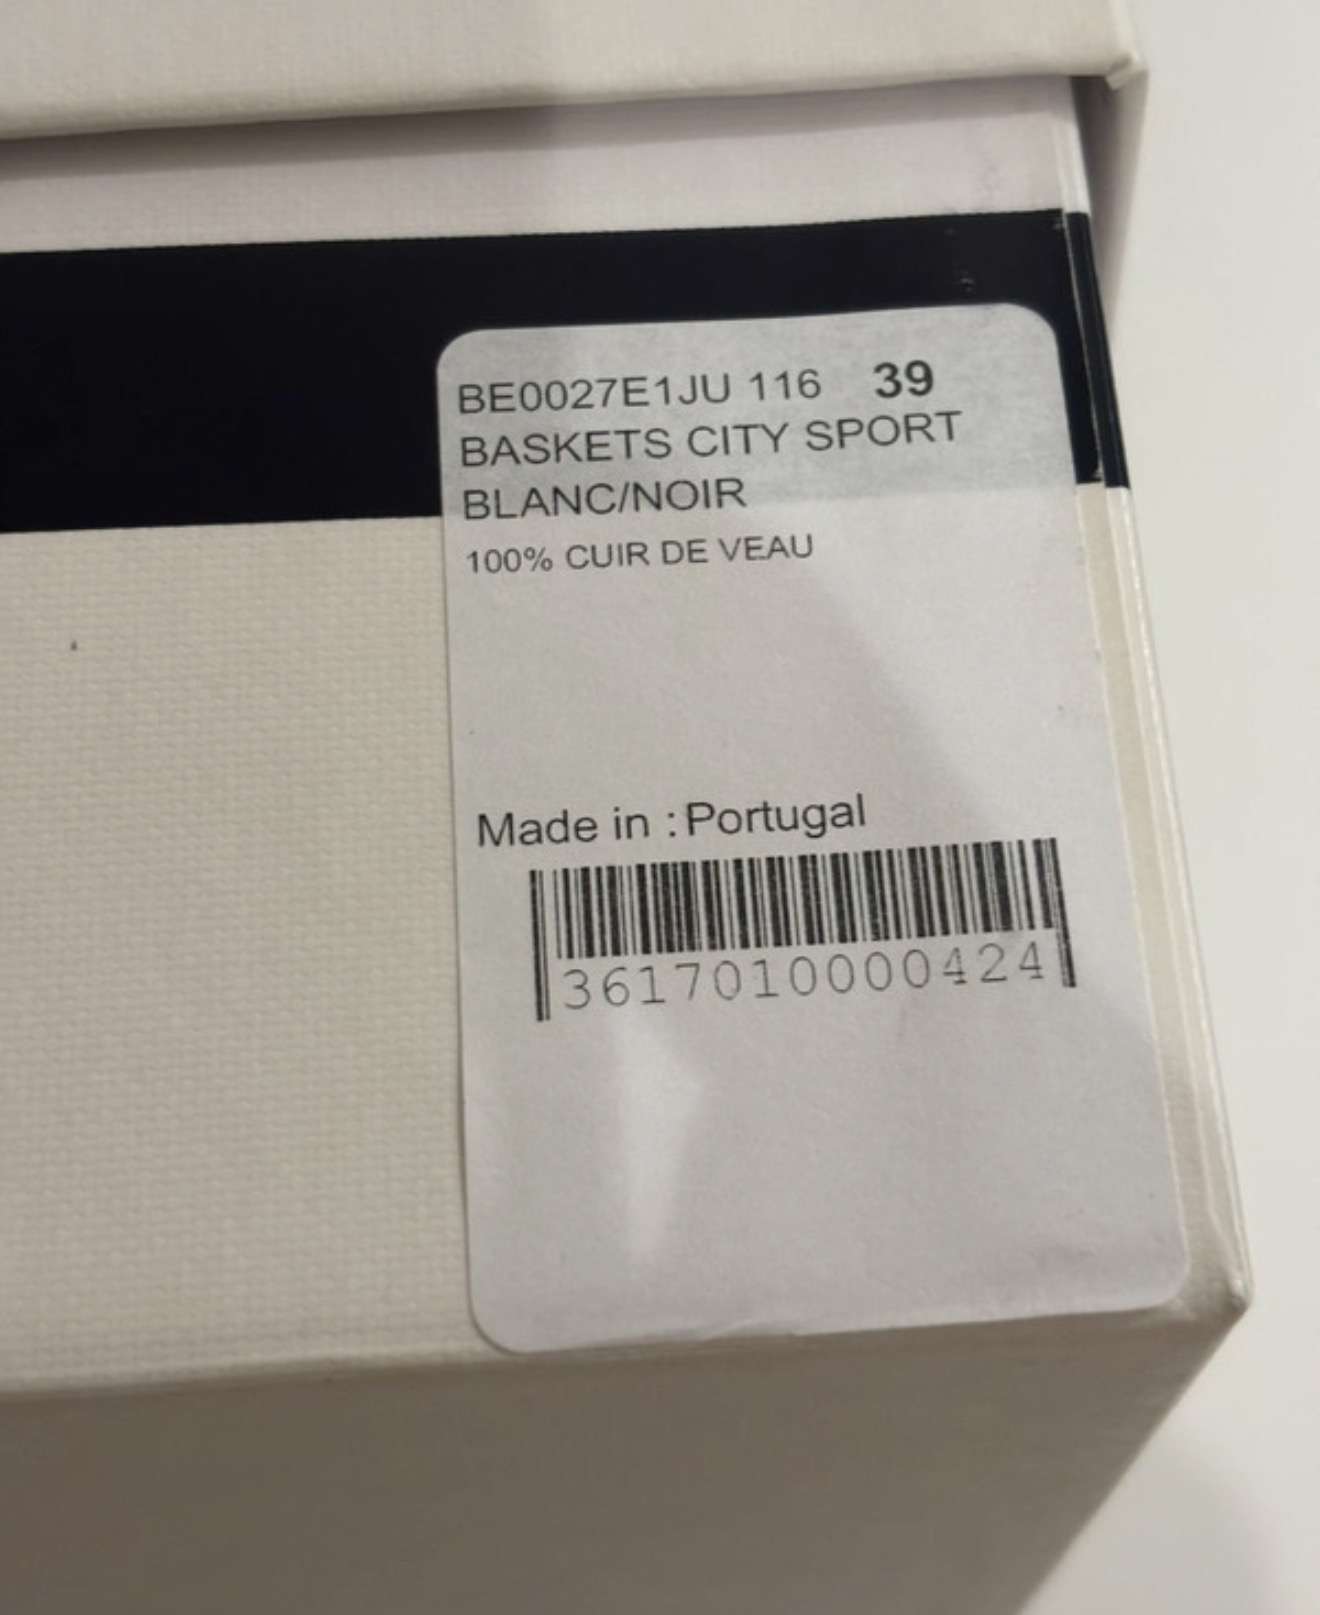 BE0027E1JU 116 39
BASKETS CITY SPORT
BLANC/NOIR
100% CUIR DE VEAU
Made in : Portugal
3617010000424